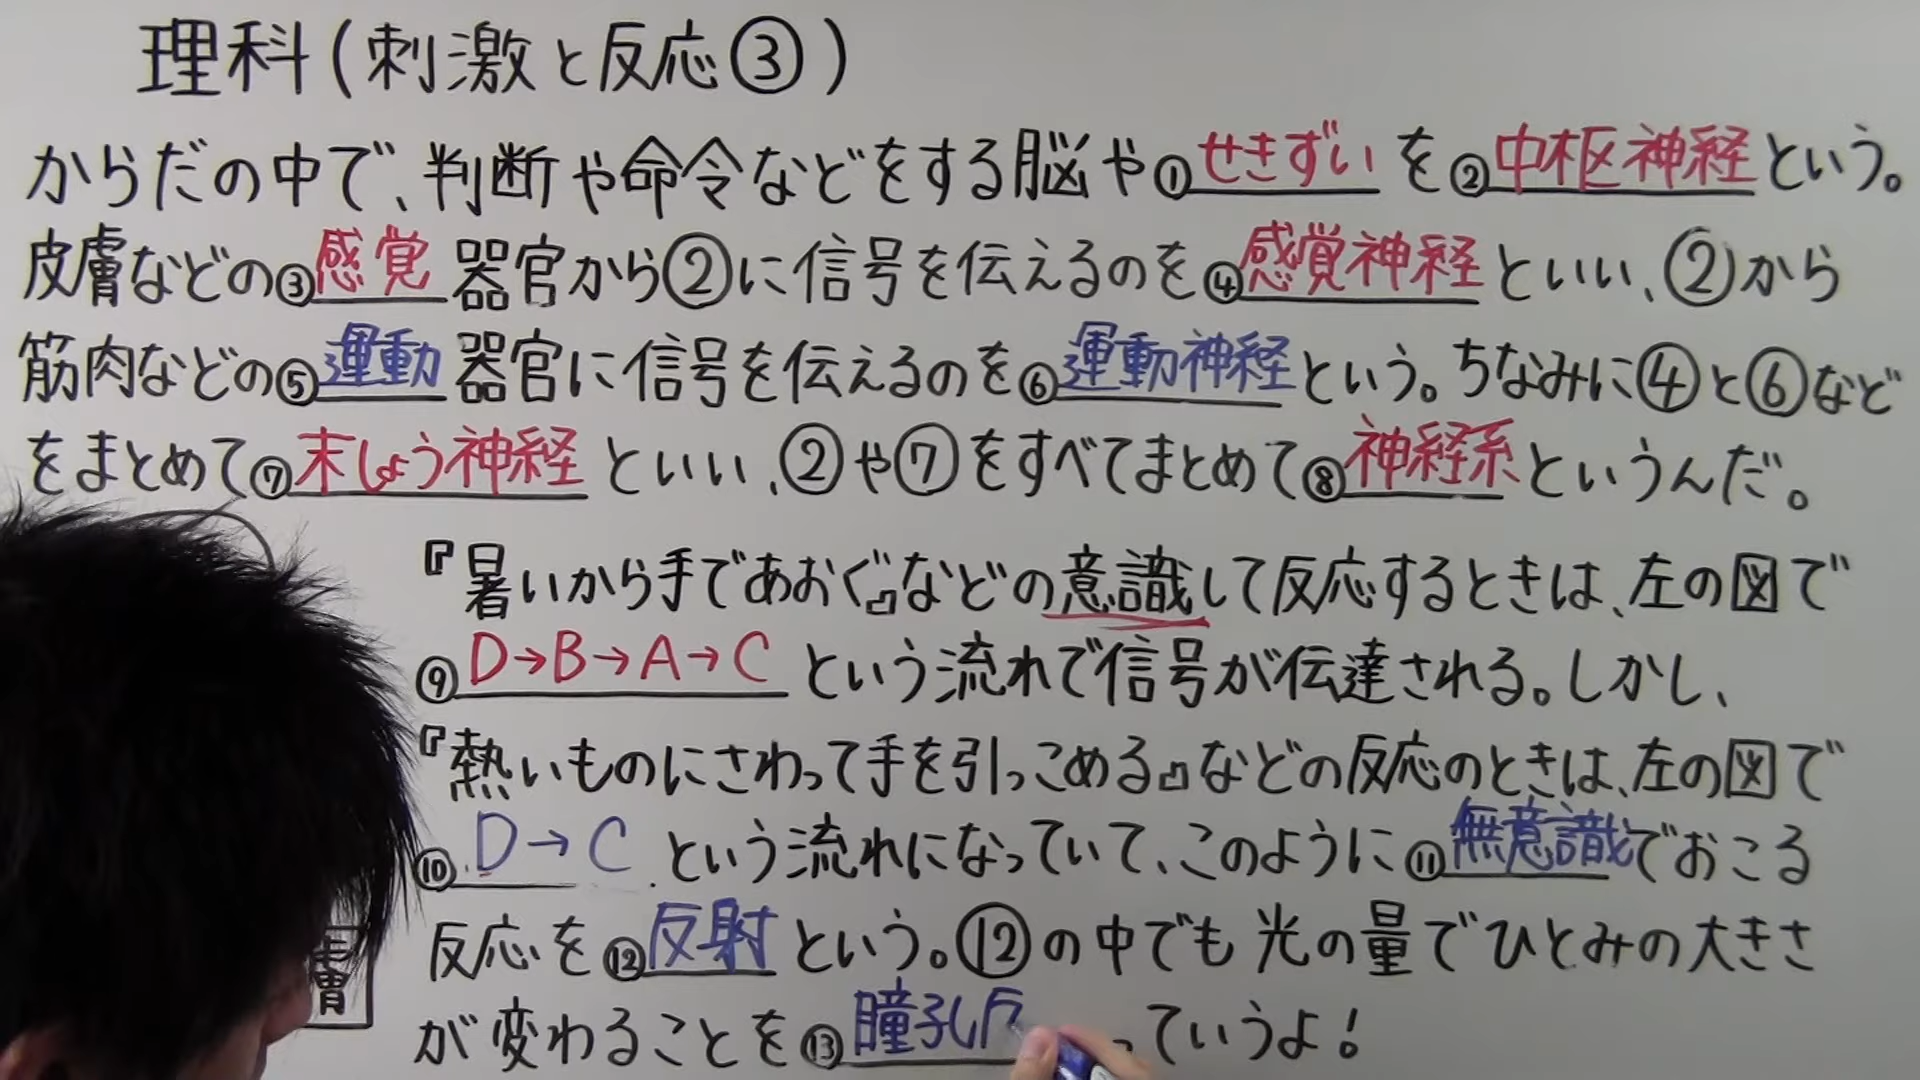 理科(刺激と反応③)
からだの中で、判断や命令などをする脳や①せきずいを②中枢神経という。
皮膚などの③感覚器官から②に信号を伝えるのを④感覚神経といい、②から
筋肉などの⑤運動器官に信号を伝えるのを⑥運動神経という。ちなみに④と⑥など
をまとめて⑦末しょう神経といい、②や⑦をすべてまとめて⑧神経系というんだ。
『暑いから手であおぐ』などの意識して反応するときは、左の図で
⑨D→B→A→Cという流れで信号が伝達される。しかし、
『熱いものにさわって手を引っこめる』などの反応のときは、左の図で
⑩D→Cという流れになっていて、このように⑪無意識でおこる
反応を⑫反射という。⑫の中でも光の量でひとみの大きさ
膚
が変わることを⑬瞳孔反っていうよ!